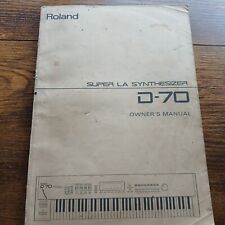 Roland
SUPER LA SYNTHESIZER
D-70
OWNER'S MANUAL